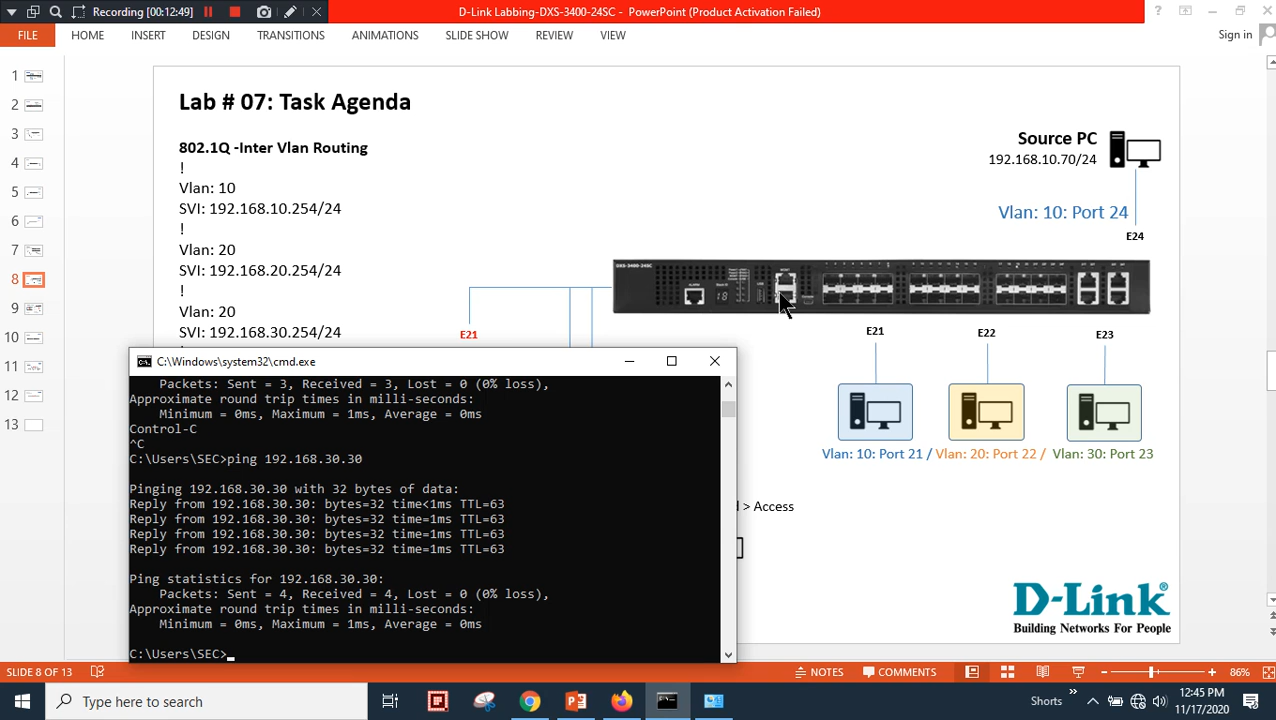 Recording [00:12:49]
D-Link Labbing-DXS-3400-24SC - PowerPoint (Product Activation Failed)
FILE HOME INSERT DESIGN TRANSITIONS ANIMATIONS SLIDE SHOW REVIEW VIEW Sign in
1
2
3
4
5
6
7
8
9
10
11
12
13
Lab # 07: Task Agenda
802.1Q -Inter Vlan Routing
!
Vlan: 10
SVI: 192.168.10.254/24
!
Vlan: 20
SVI: 192.168.20.254/24
!
Vlan: 20
SVI: 192.168.30.254/24
Source PC
192.168.10.70/24
Vlan: 10: Port 24
E24
DXS-3400-24SC
E21
E21 E22 E23
Vlan: 10: Port 21 / Vlan: 20: Port 22 / Vlan: 30: Port 23
> Access
D-Link
Building Networks For People
C:\Windows\system32\cmd.exe
Packets: Sent = 3, Received = 3, Lost = 0 (0% loss),
Approximate round trip times in milli-seconds:
Minimum = 0ms, Maximum = 1ms, Average = 0ms
Control-C
^C
C:\Users\SEC>ping 192.168.30.30
Pinging 192.168.30.30 with 32 bytes of data:
Reply from 192.168.30.30: bytes=32 time<1ms TTL=63
Reply from 192.168.30.30: bytes=32 time=1ms TTL=63
Reply from 192.168.30.30: bytes=32 time=1ms TTL=63
Reply from 192.168.30.30: bytes=32 time=1ms TTL=63
Ping statistics for 192.168.30.30:
Packets: Sent = 4, Received = 4, Lost = 0 (0% loss),
Approximate round trip times in milli-seconds:
Minimum = 0ms, Maximum = 1ms, Average = 0ms
C:\Users\SEC>
SLIDE 8 OF 13 NOTES COMMENTS 86%
Type here to search
Shorts
12:45 PM
11/17/2020